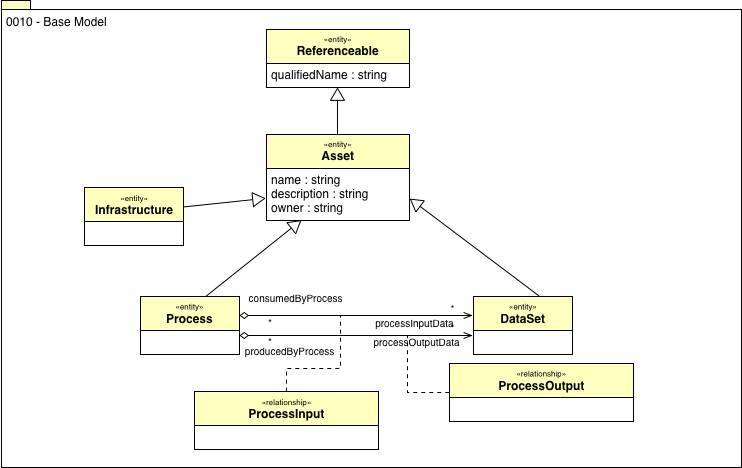 0010 - Base Model
«entity»
Referenceable
qualifiedName : string
«entity»
Asset
name : string
description : string
owner : string
«entity»
Infrastructure
«entity»
Process
consumedByProcess
*
*
processInputData
*
*
producedByProcess
processOutputData
«entity»
DataSet
«relationship»
ProcessInput
«relationship»
ProcessOutput